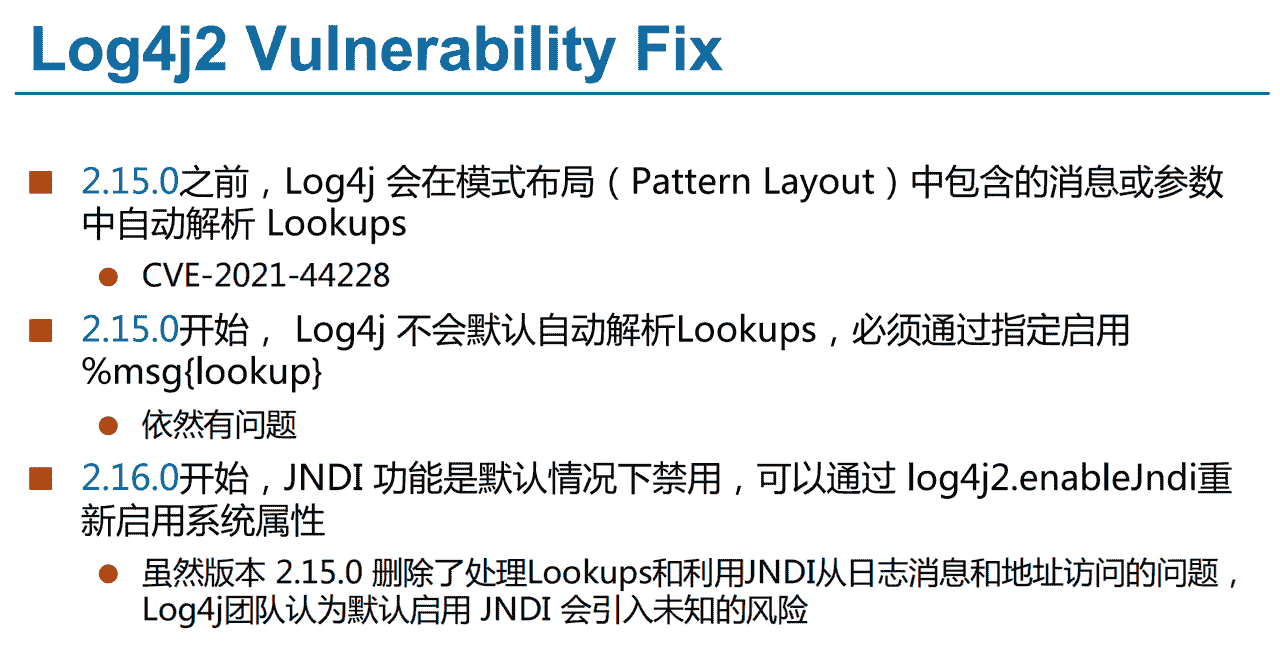 Log4j2 Vulnerability Fix
2.15.0之前，Log4j 会在模式布局（Pattern Layout）中包含的消息或参数
中自动解析 Lookups
CVE-2021-44228
2.15.0开始， Log4j 不会默认自动解析Lookups，必须通过指定启用
%msg{lookup}
依然有问题
2.16.0开始，JNDI 功能是默认情况下禁用，可以通过 log4j2.enableJndi重
新启用系统属性
虽然版本 2.15.0 删除了处理Lookups和利用JNDI从日志消息和地址访问的问题，
Log4j团队认为默认启用 JNDI 会引入未知的风险